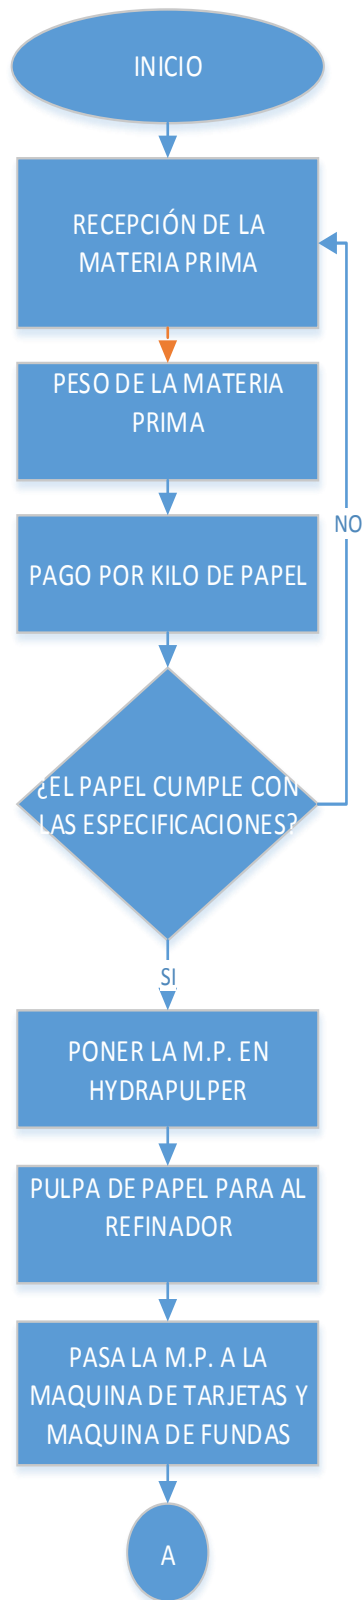 INICIO
RECEPCIÓN DE LA
MATERIA PRIMA
PESO DE LA MATERIA
PRIMA
NO
PAGO POR KILO DE PAPEL
¿EL PAPEL CUMPLE CON
LAS ESPECIFICACIONES?
SI
PONER LA M.P. EN
HYDRAPULPER
PULPA DE PAPEL PARA AL
REFINADOR
PASA LA M.P. A LA
MAQUINA DE TARJETAS Y
MAQUINA DE FUNDAS
A